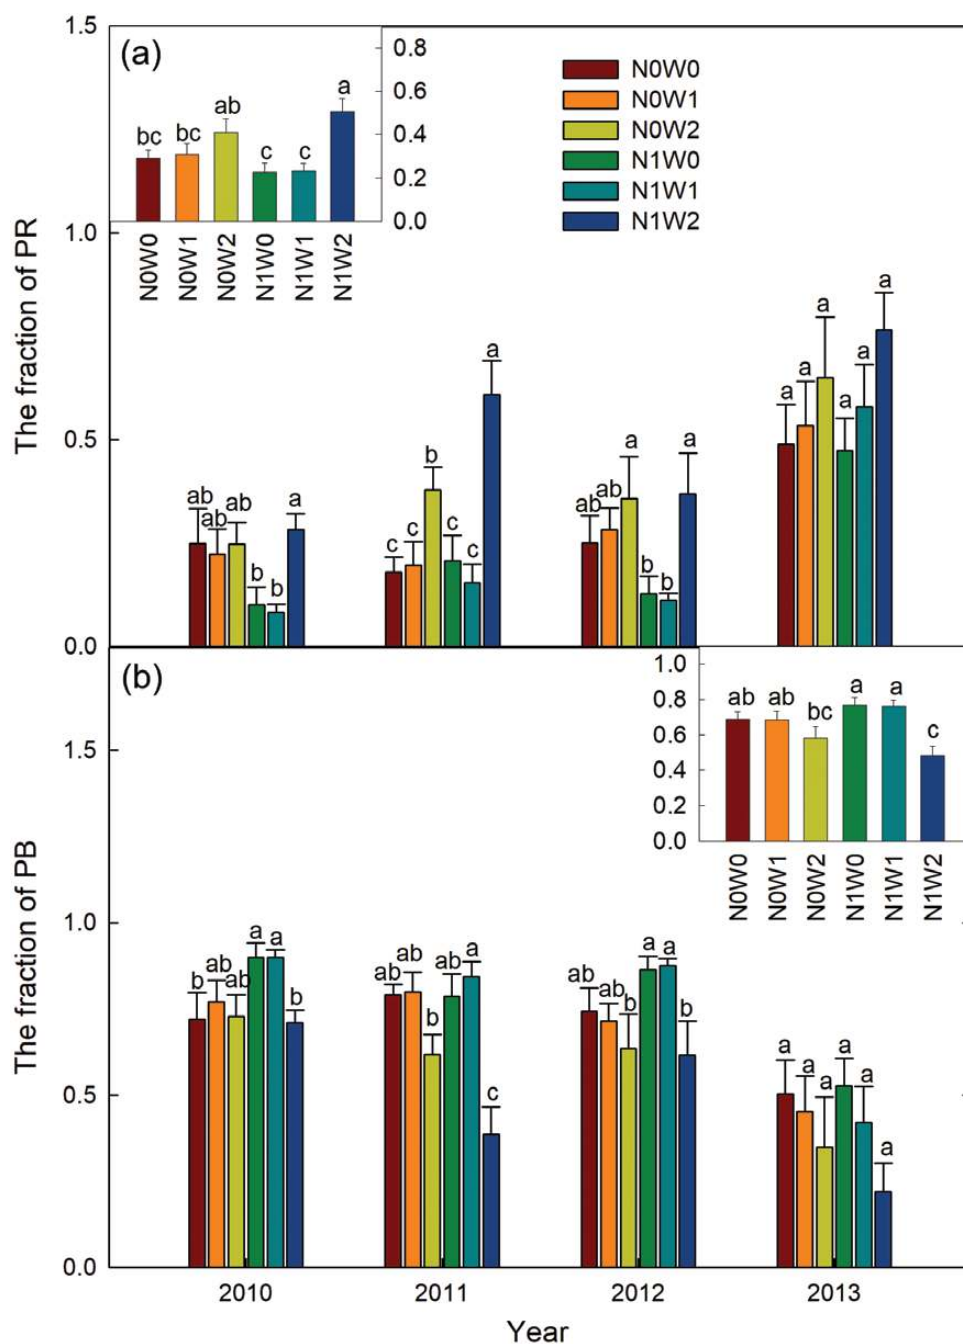 1.5
(a)
0.8
0.6
0.4
0.2
0.0
bc bc ab c c a
N0W0 N0W1 N0W2 N1W0 N1W1 N1W2
N0W0
N0W1
N0W2
N1W0
N1W1
N1W2
The fraction of PR
1.0
0.5
0.0
ab ab ab b b a
c c b c c a
ab ab a b b a
a a a a a a
(b)
1.0
0.8
0.6
0.4
0.2
0.0
ab ab bc a a c
N0W0 N0W1 N0W2 N1W0 N1W1 N1W2
The fraction of PB
1.5
1.0
0.5
0.0
b ab ab a a b
ab ab b ab a c
ab ab b a a b
a a a a a a
2010 2011 2012 2013
Year